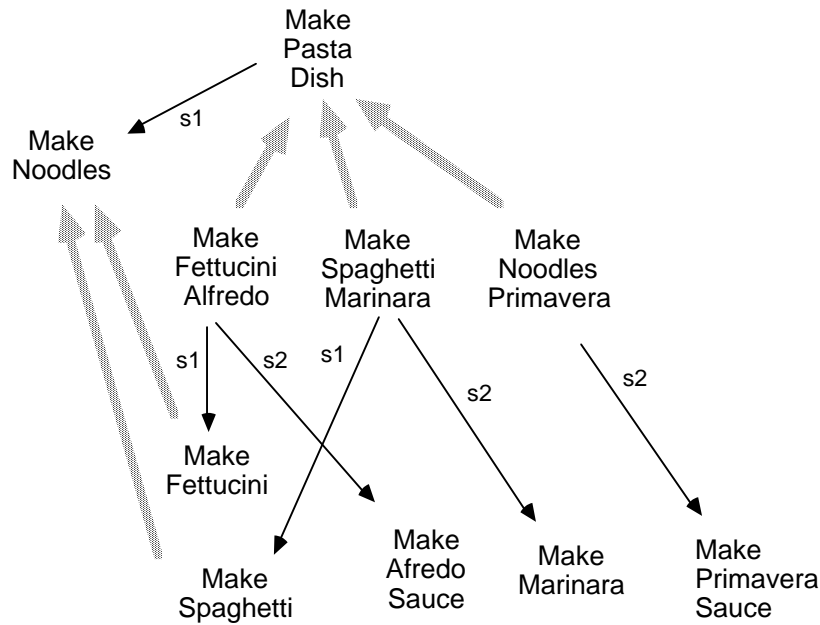 Make
Pasta
Dish
s1
Make
Noodles
Make
Fettucini
Alfredo
Make
Spaghetti
Marinara
Make
Noodles
Primavera
s1
s2
s1
s2
s2
Make
Fettucini
Make
Spaghetti
Make
Afredo
Sauce
Make
Marinara
Make
Primavera
Sauce